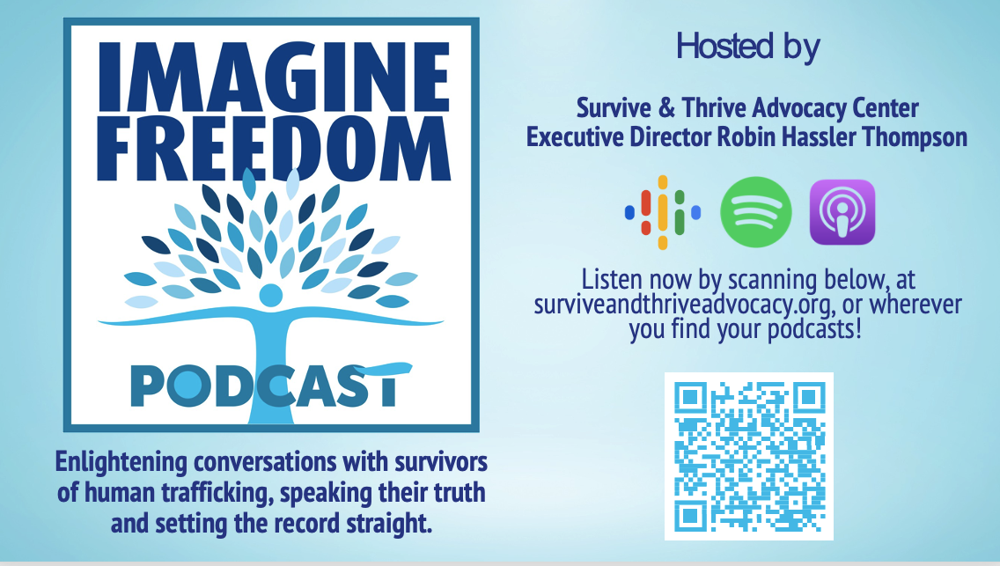 IMAGINE
FREEDOM
PODCAST
Enlightening conversations with survivors
of human trafficking, speaking their truth
and setting the record straight.
Hosted by
Survive & Thrive Advocacy Center
Executive Director Robin Hassler Thompson
Listen now by scanning below, at
surviveandthriveadvocacy.org, or wherever
you find your podcasts!